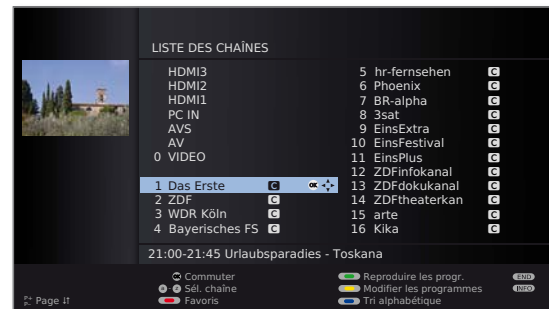 LISTE DES CHAÎNES
HDMI3
HDMI2
HDMI1
PC IN
AVS
AV
0 VIDEO
1 Das Erste C OK
2 ZDF C
3 WDR Köln C
4 Bayerisches FS C
5 hr-fernsehen C
6 Phoenix C
7 BR-alpha C
8 3sat C
9 EinsExtra C
10 EinsFestival C
11 EinsPlus C
12 ZDFinfokanal C
13 ZDFdokukanal C
14 ZDFtheaterkan C
15 arte C
16 Kika C
21:00-21:45 Urlaubsparadies - Toskana
OK Commuter
Sél. chaîne
Favoris
Reproduire les progr. END
Modifier les programmes INFO
Tri alphabétique
P+ P- Page